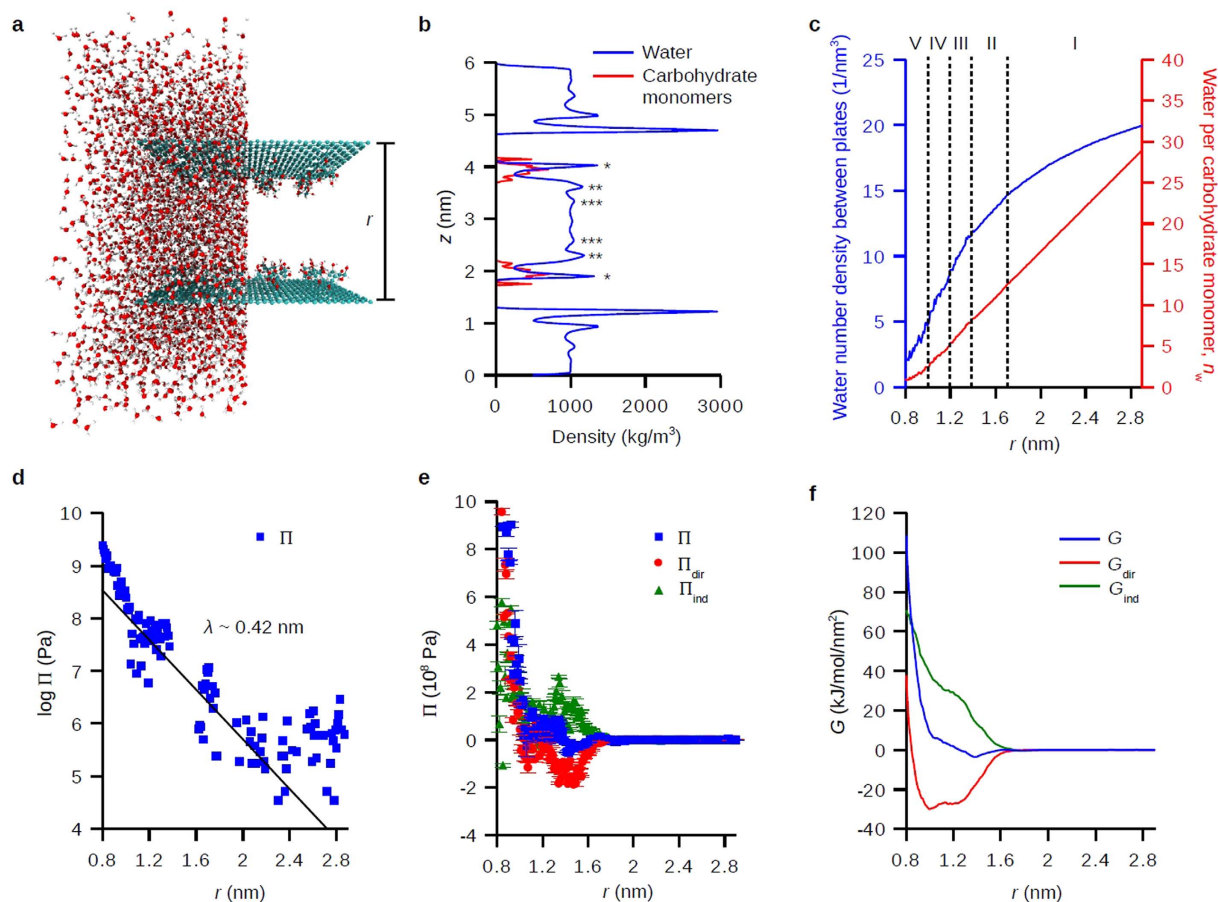 a
r
b
Water
Carbohydrate
monomers
6
5
4
3
2
1
0
z (nm)
*
**
***
***
**
*
0 1000 2000 3000
Density (kg/m³)
c
V IV III II I
25
20
15
10
5
0
Water number density between plates (1/nm³)
40
35
30
25
20
15
10
5
0
Water per carbohydrate monomer, n_w
0.8 1.2 1.6 2 2.4 2.8
r (nm)
d
10
9
8
7
6
5
4
log Π (Pa)
Π
λ ~ 0.42 nm
0.8 1.2 1.6 2 2.4 2.8
r (nm)
e
10
8
6
4
2
0
-2
-4
Π (10⁸ Pa)
Π
Π_dir
Π_ind
0.8 1.2 1.6 2 2.4 2.8
r (nm)
f
120
100
80
60
40
20
0
-20
-40
G (kJ/mol/nm²)
G
G_dir
G_ind
0.8 1.2 1.6 2 2.4 2.8
r (nm)